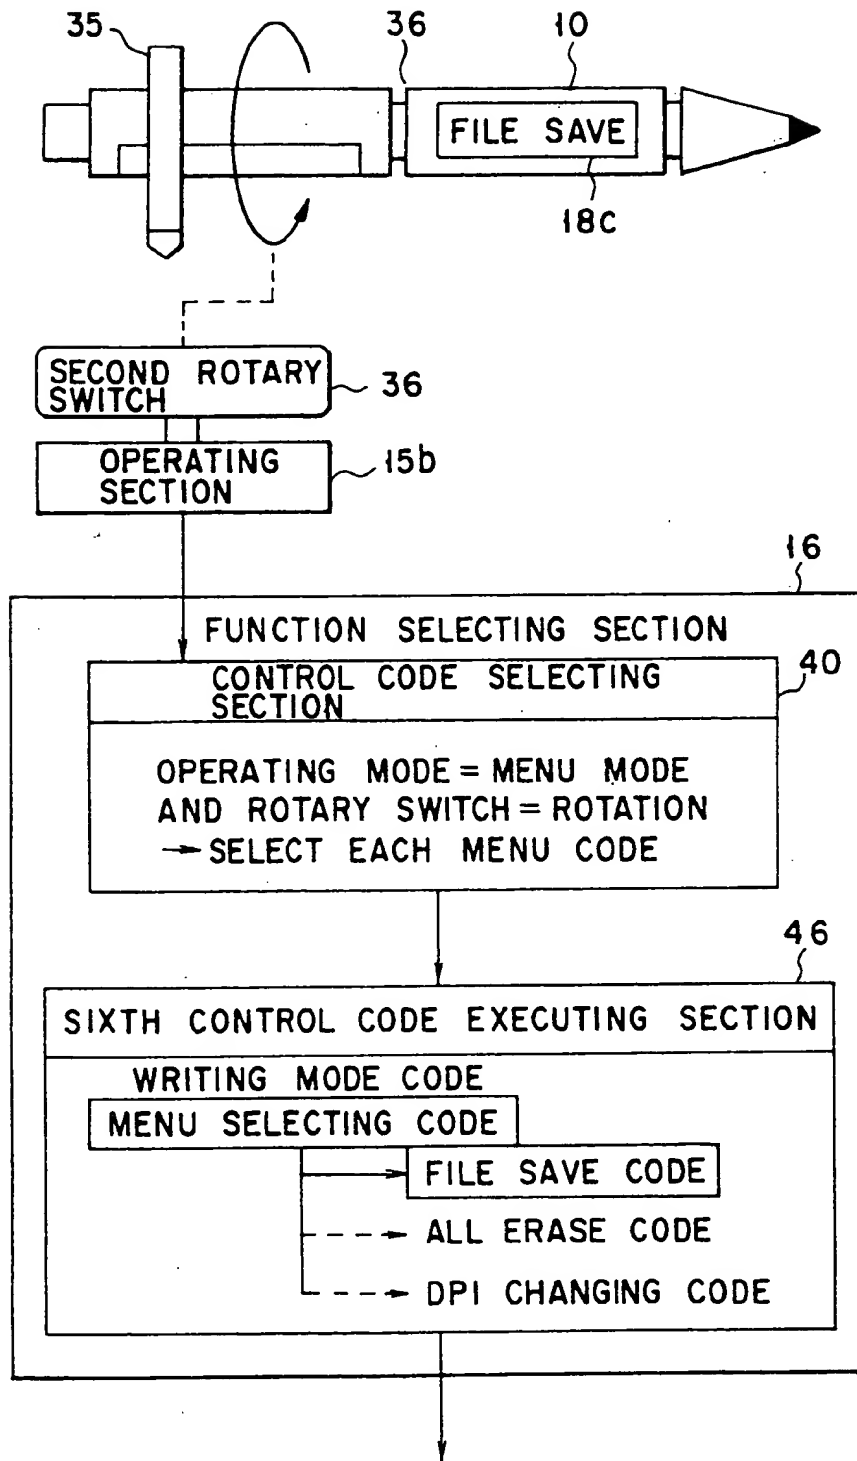 35
36
10
FILE SAVE
18c
SECOND ROTARY
SWITCH
36
OPERATING
SECTION
15b
16
FUNCTION SELECTING SECTION
40
CONTROL CODE SELECTING
SECTION
OPERATING MODE = MENU MODE
AND ROTARY SWITCH = ROTATION
→ SELECT EACH MENU CODE
46
SIXTH CONTROL CODE EXECUTING SECTION
WRITING MODE CODE
MENU SELECTING CODE
FILE SAVE CODE
ALL ERASE CODE
DPI CHANGING CODE